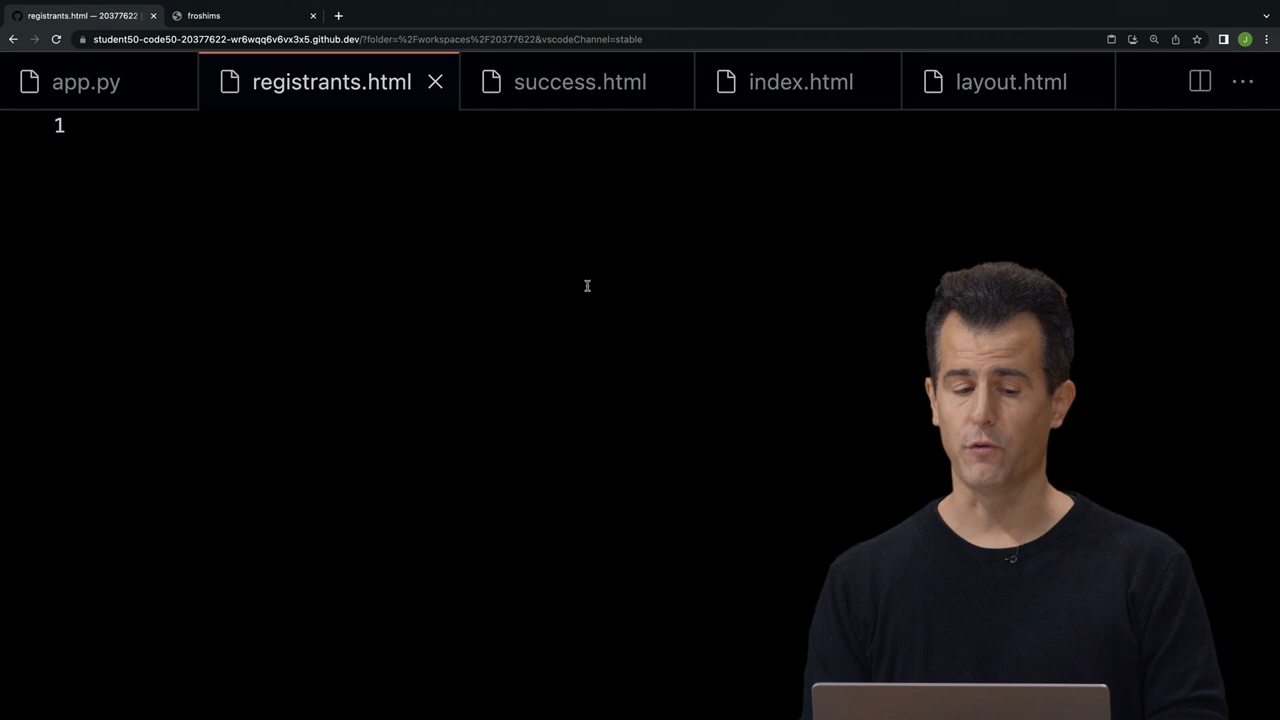 registrants.html — 20377622
froshims
student50-code50-20377622-wr6wqq6v6vx3x5.github.dev/?folder=%2Fworkspaces%2F20377622&vscodeChannel=stable
J
app.py
registrants.html
success.html
index.html
layout.html
1